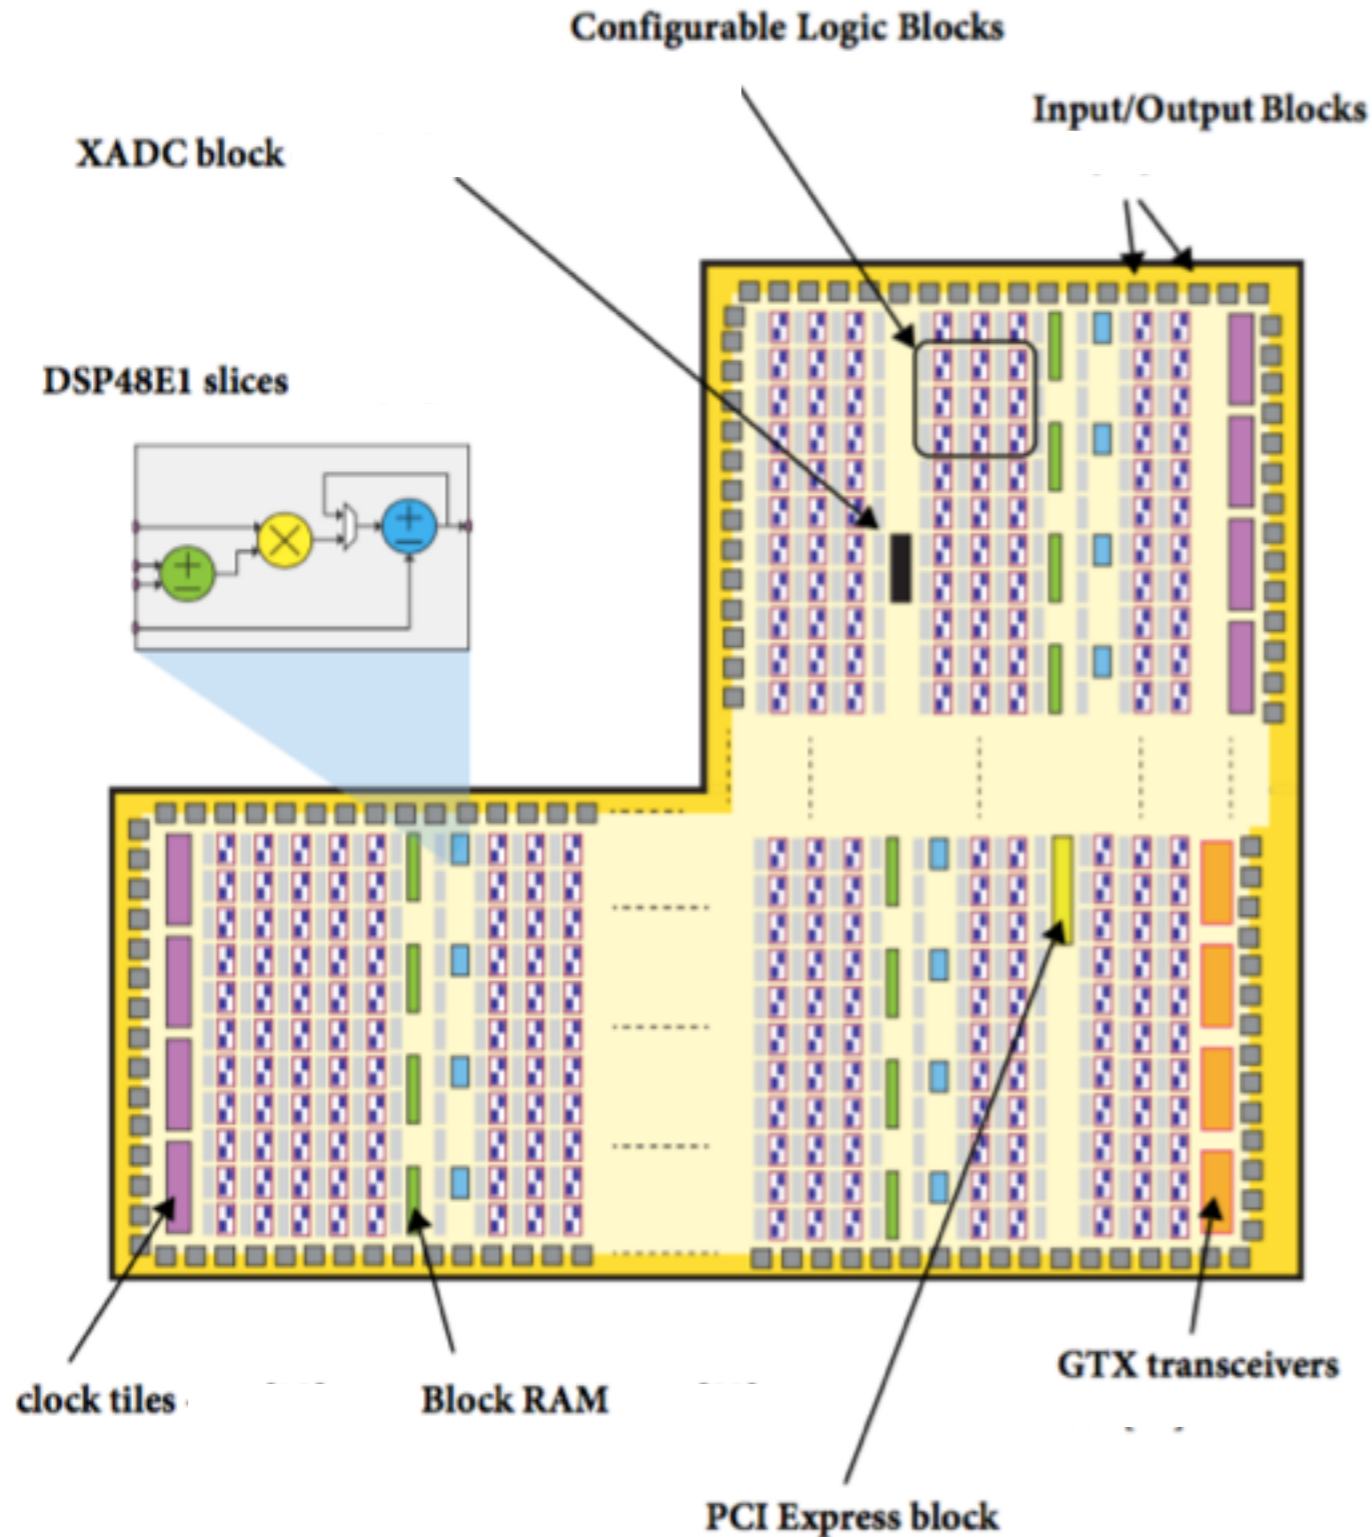 Configurable Logic Blocks
Input/Output Blocks
XADC block
DSP48E1 slices
GTX transceivers
clock tiles
Block RAM
PCI Express block